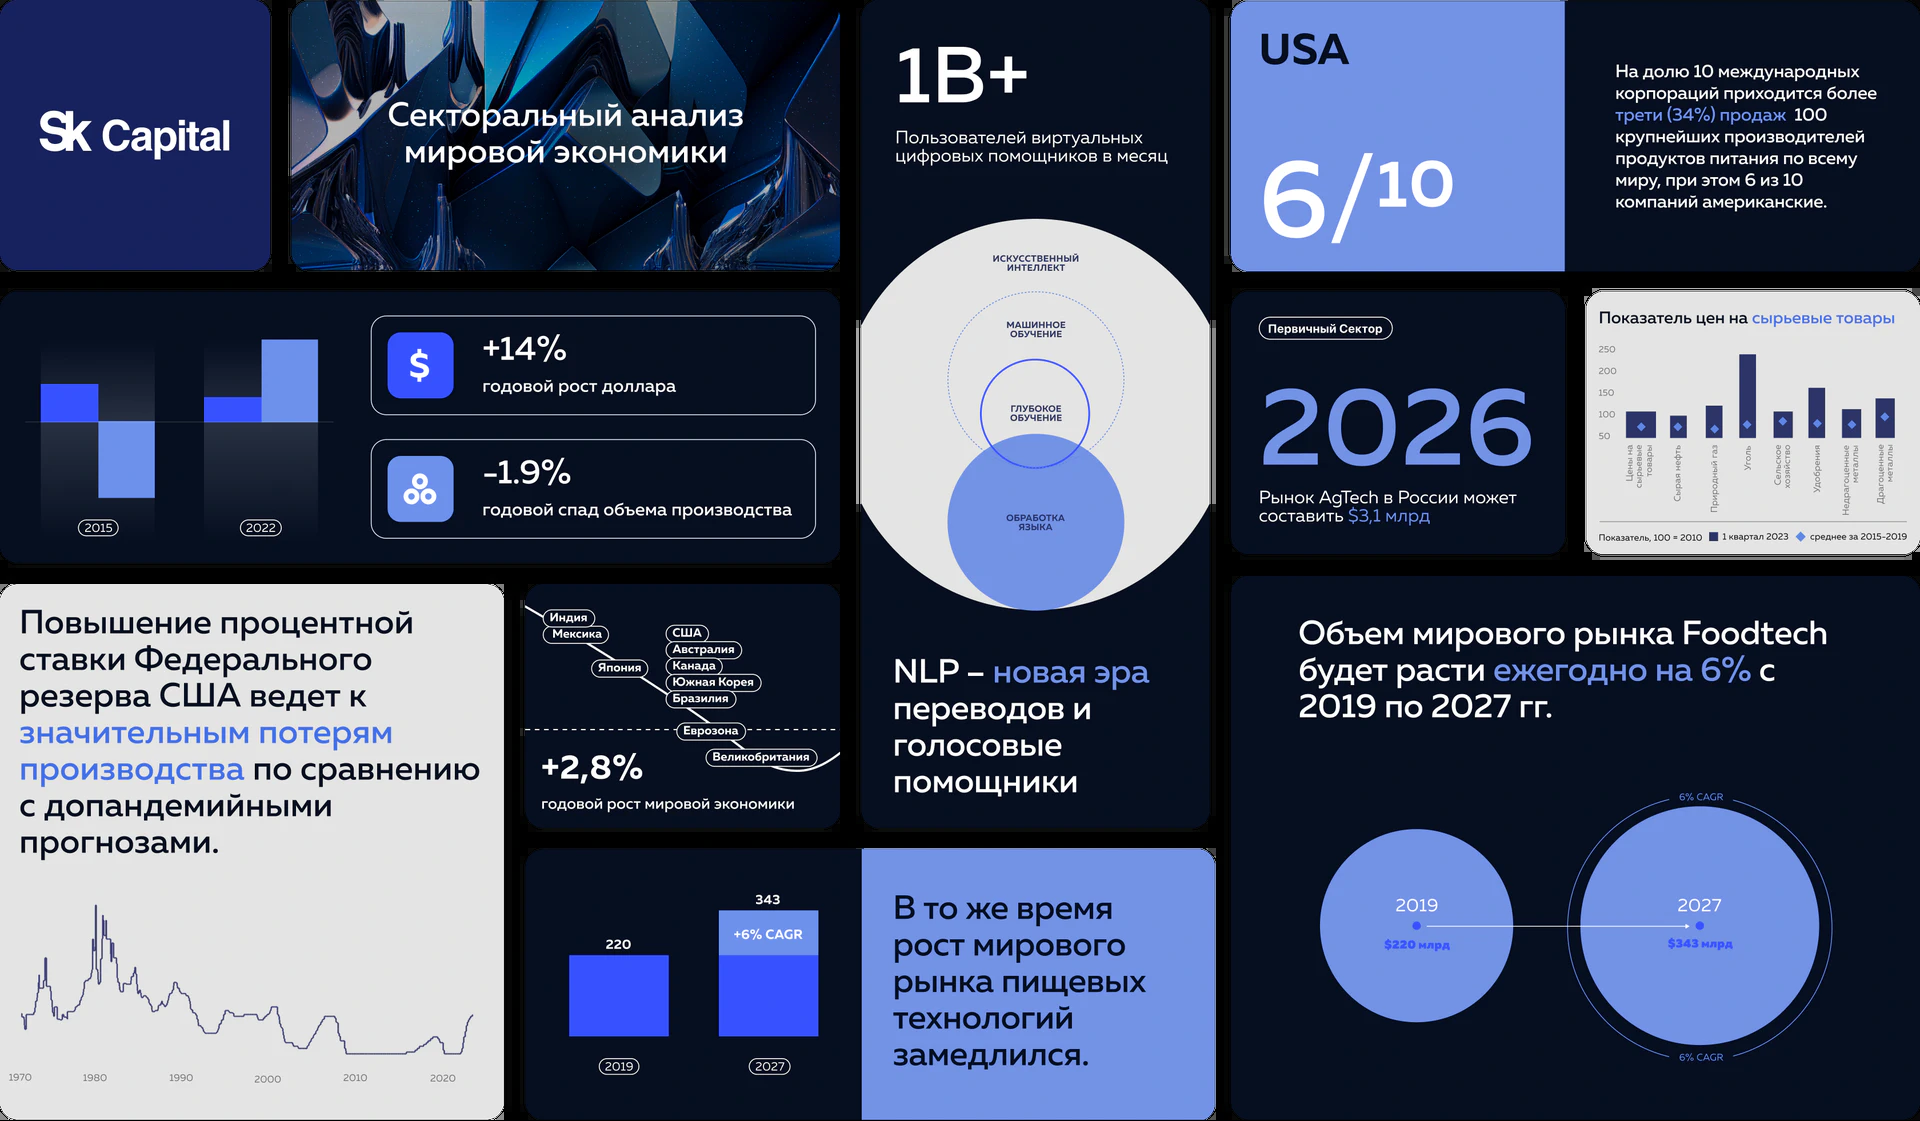 Sk Capital
Секторальный анализ
мировой экономики
1B+
Пользователей виртуальных
цифровых помощников в месяц
USA
6/10
На долю 10 международных
корпораций приходится более
трети (34%) продаж 100
крупнейших производителей
продуктов питания по всему
миру, при этом 6 из 10
компаний американские.
2015
2022
$
+14%
годовой рост доллара
-1.9%
годовой спад объема производства
ИСКУССТВЕННЫЙ
ИНТЕЛЛЕКТ
МАШИННОЕ
ОБУЧЕНИЕ
ГЛУБОКОЕ
ОБУЧЕНИЕ
ОБРАБОТКА
ЯЗЫКА
NLP – новая эра
переводов и
голосовые
помощники
Первичный Сектор
2026
Рынок AgTech в России может
составить $3,1 млрд
Показатель цен на сырьевые товары
250
200
150
100
50
Цены на
сырьевые
товары
Сырая нефть
Природный газ
Уголь
Сельское
хозяйство
Удобрения
Недрагоценные
металлы
Драгоценные
металлы
Показатель, 100 = 2010 1 квартал 2023 среднее за 2015-2019
Повышение процентной
ставки Федерального
резерва США ведет к
значительным потерям
производства по сравнению
с допандемийными
прогнозами.
1970 1980 1990 2000 2010 2020
Индия
Мексика
Япония
США
Австралия
Канада
Южная Корея
Бразилия
Еврозона
Великобритания
+2,8%
годовой рост мировой экономики
220
343
+6% CAGR
2019
2027
В то же время
рост мирового
рынка пищевых
технологий
замедлился.
Объем мирового рынка Foodtech
будет расти ежегодно на 6% с
2019 по 2027 гг.
2019
$220 млрд
6% CAGR
2027
$343 млрд
6% CAGR